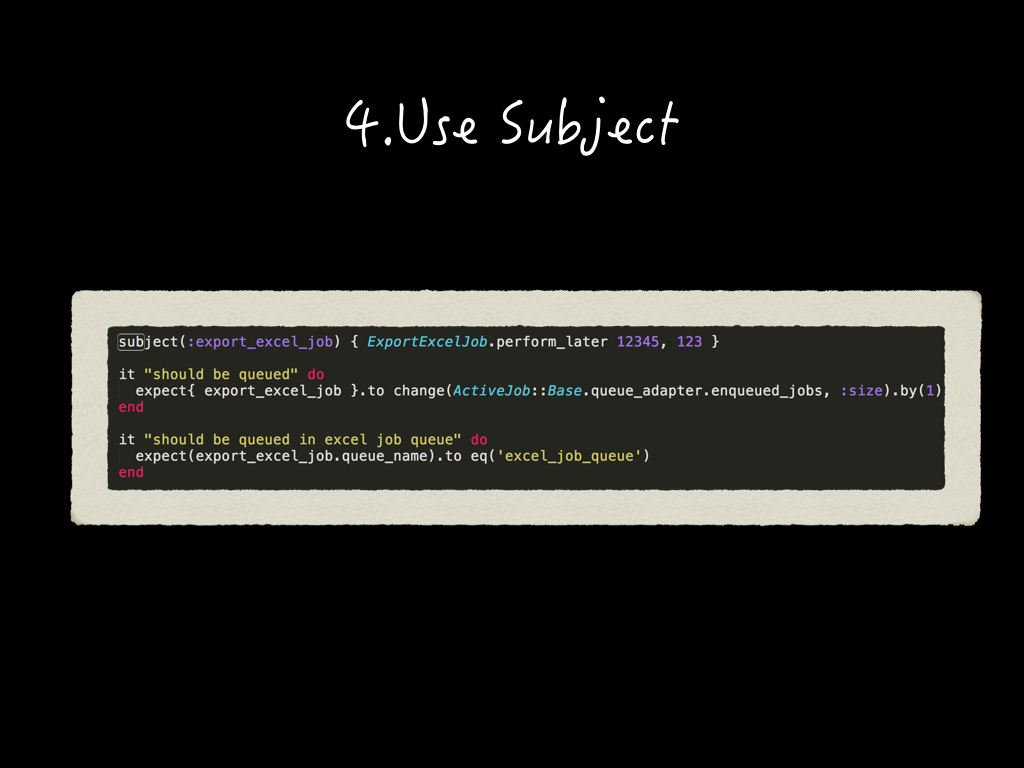 4.Use Subject
subject(:export_excel_job) { ExportExcelJob.perform_later 12345, 123 }
it "should be queued" do
expect{ export_excel_job }.to change(ActiveJob::Base.queue_adapter.enqueued_jobs, :size).by(1)
end
it "should be queued in excel job queue" do
expect(export_excel_job.queue_name).to eq('excel_job_queue')
end